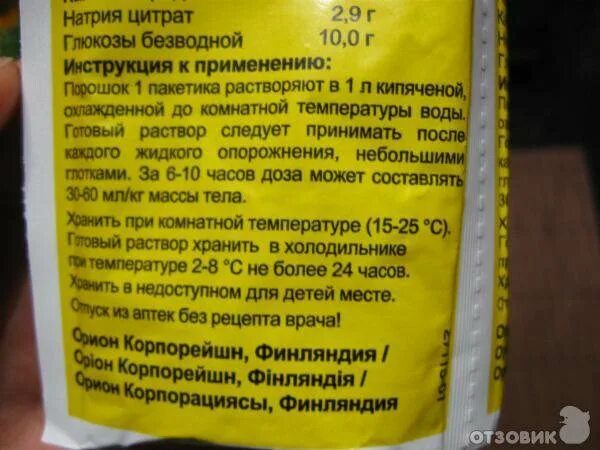 Натрия цитрат 2,9 г
Глюкозы безводной 10,0 г
Инструкция к применению:
Порошок 1 пакетика растворяют в 1 л кипяченой,
охлажденной до комнатной температуры воды.
Готовый раствор следует принимать после
каждого жидкого опорожнения, небольшими
глотками. За 6-10 часов доза может составлять
30-60 мл/кг массы тела.
Хранить при комнатной температуре (15-25 °C).
Готовый раствор хранить в холодильнике
при температуре 2-8 °C не более 24 часов.
Хранить в недоступном для детей месте.
Отпуск из аптек без рецепта врача!
Орион Корпорейшн, Финляндия /
Оріон Корпорейшн, Фінляндія /
Орион Корпорациясы, Финляндия
отзовик